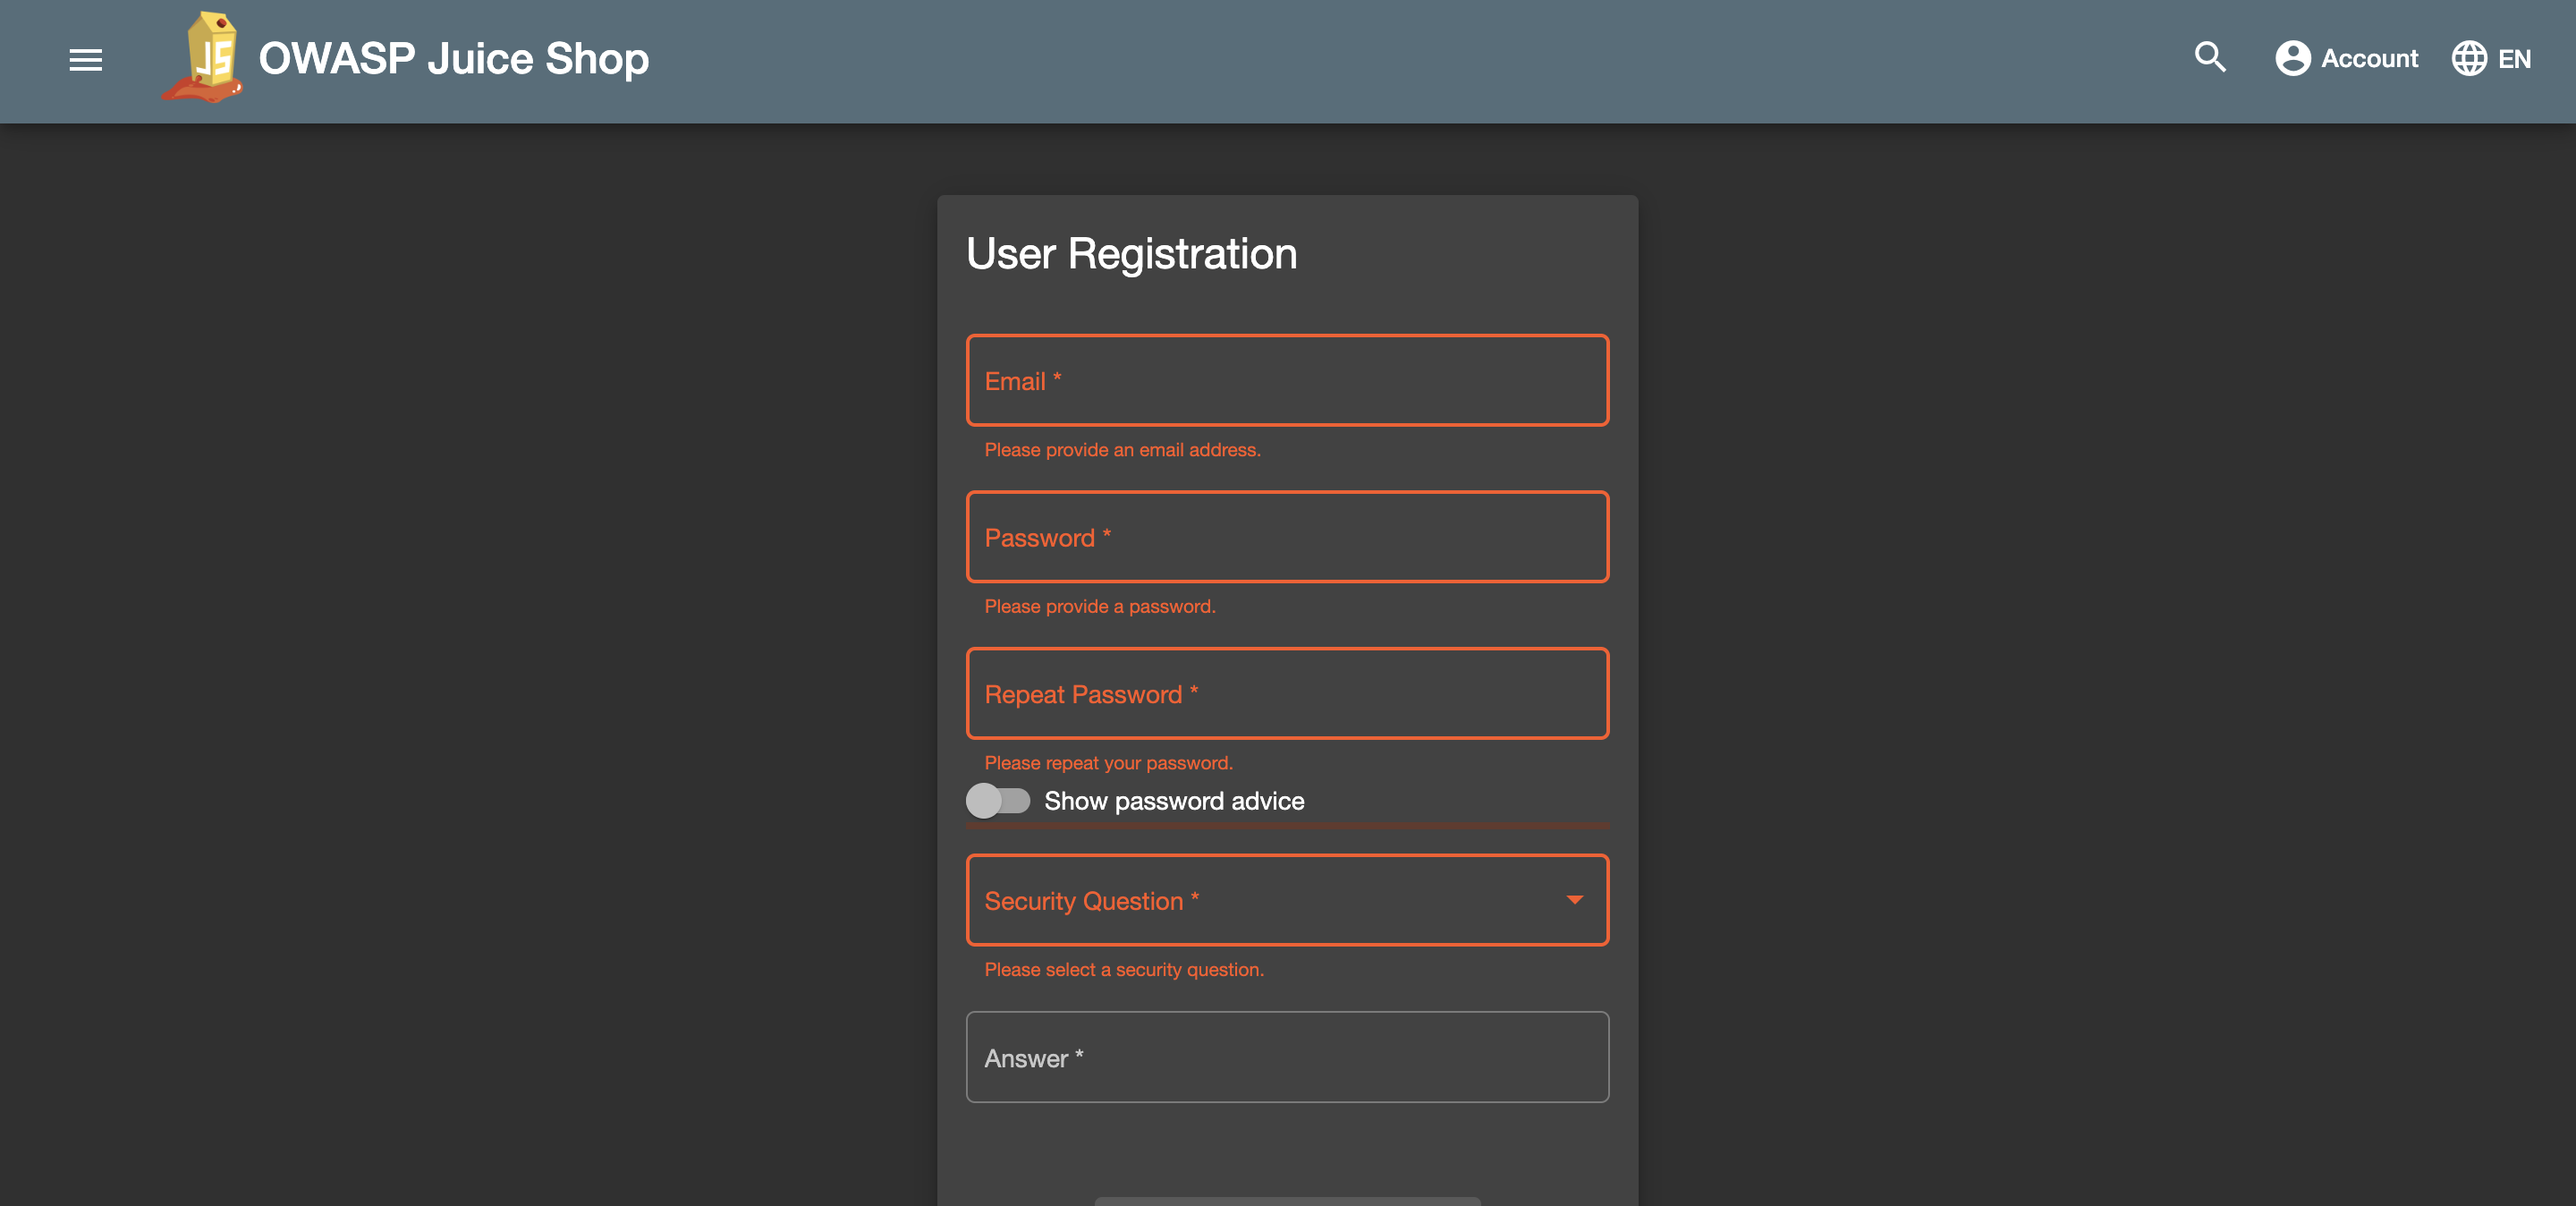 JS
OWASP Juice Shop
Account
EN
User Registration
Email *
Please provide an email address.
Password *
Please provide a password.
Repeat Password *
Please repeat your password.
Show password advice
Security Question *
Please select a security question.
Answer *